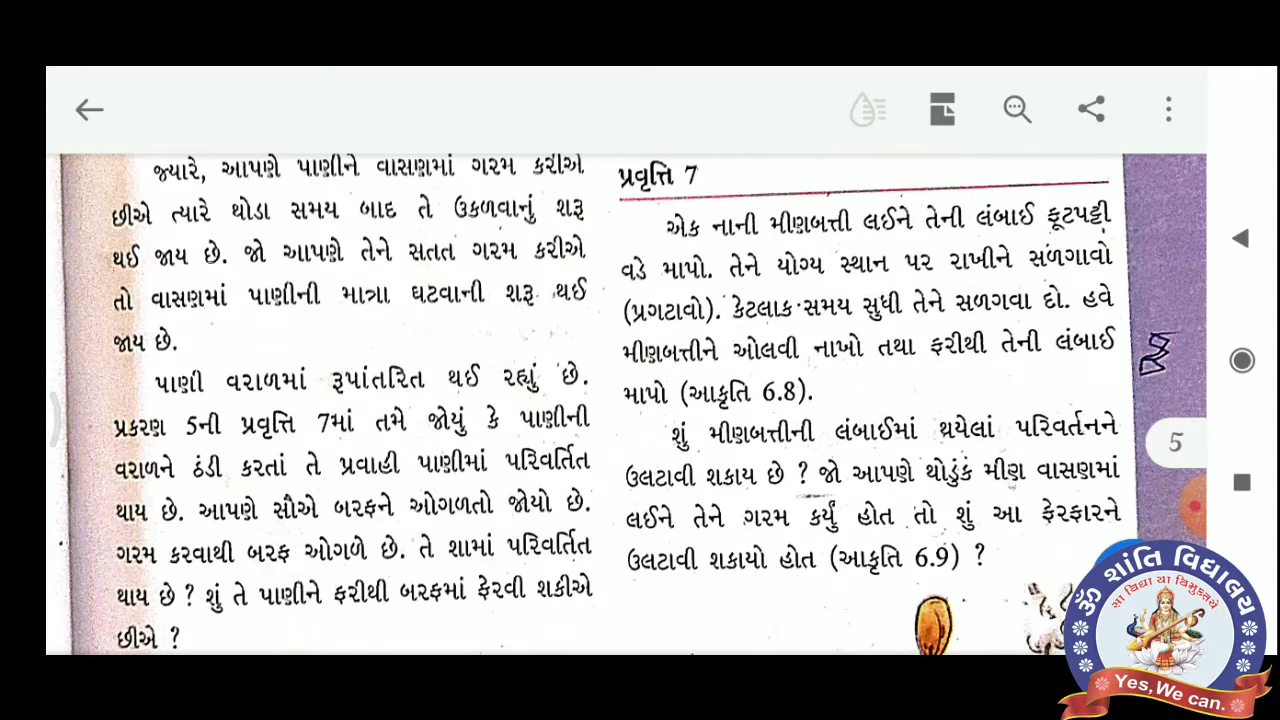 જ્યારે, આપણે પાણીને વાસણમાં ગરમ કરીએ
છીએ ત્યારે થોડા સમય બાદ તે ઉકળવાનું શરૂ
થઈ જાય છે. જો આપણે તેને સતત ગરમ કરીએ
તો વાસણમાં પાણીની માત્રા ઘટવાની શરૂ થઈ
જાય છે.
પાણી વરાળમાં રૂપાંતરિત થઈ રહ્યું છે.
પ્રકરણ 5ની પ્રવૃત્તિ 7માં તમે જોયું કે પાણીની
વરાળને ઠંડી કરતાં તે પ્રવાહી પાણીમાં પરિવર્તિત
થાય છે. આપણે સૌએ બરફને ઓગળતો જોયો છે.
ગરમ કરવાથી બરફ ઓગળે છે. તે શામાં પરિવર્તિત
થાય છે ? શું તે પાણીને ફરીથી બરફમાં ફેરવી શકીએ
છીએ ?
પ્રવૃત્તિ 7
એક નાની મીણબત્તી લઈને તેની લંબાઈ ફૂટપટ્ટી
વડે માપો. તેને યોગ્ય સ્થાન પર રાખીને સળગાવો
(પ્રગટાવો). કેટલાક સમય સુધી તેને સળગવા દો. હવે
મીણબત્તીને ઓલવી નાખો તથા ફરીથી તેની લંબાઈ
માપો (આકૃતિ 6.8).
શું મીણબત્તીની લંબાઈમાં થયેલાં પરિવર્તનને
ઉલટાવી શકાય છે ? જો આપણે થોડુંક મીણ વાસણમાં
લઈને તેને ગરમ કર્યું હોત તો શું આ ફેરફારને
ઉલટાવી શકાયો હોત (આકૃતિ 6.9) ?
5
ૐ શાંતિ વિદ્યાલય
સા વિદ્યા યા વિમુક્તયે
Yes, We can.